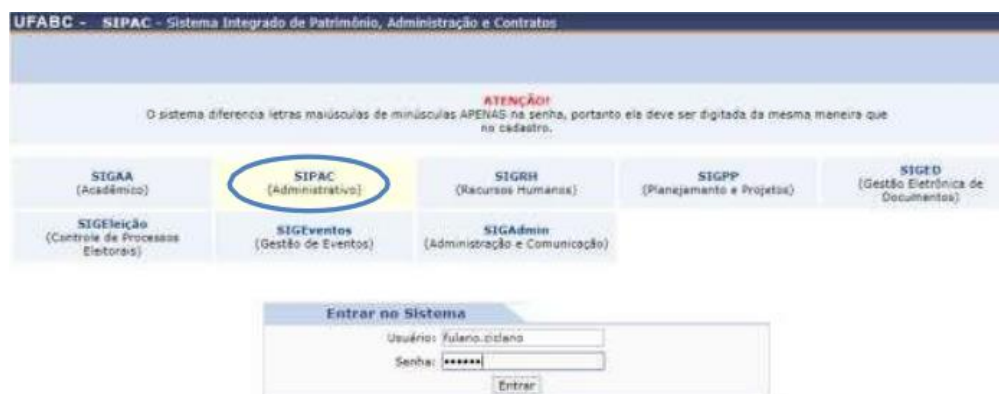 UFABC - SIPAC - Sistema Integrado de Patrimônio, Administração e Contratos
ATENÇÃO!
O sistema diferencia letras maiúsculas de minúsculas APENAS na senha, portanto ela deve ser digitada da mesma maneira que
no cadastro.
SIGAA
(Acadêmico)
SIPAC
(Administrativo)
SIGRH
(Recursos Humanos)
SIGPP
(Planejamento e Projetos)
SIGED
(Gestão Eletrônica de
Documentos)
SIGEleição
(Controle de Processos
Eleitorais)
SIGEventos
(Gestão de Eventos)
SIGAdmin
(Administração e Comunicação)
Entrar no Sistema
Usuário: fulano.ciclano
Senha: ••••••
Entrar